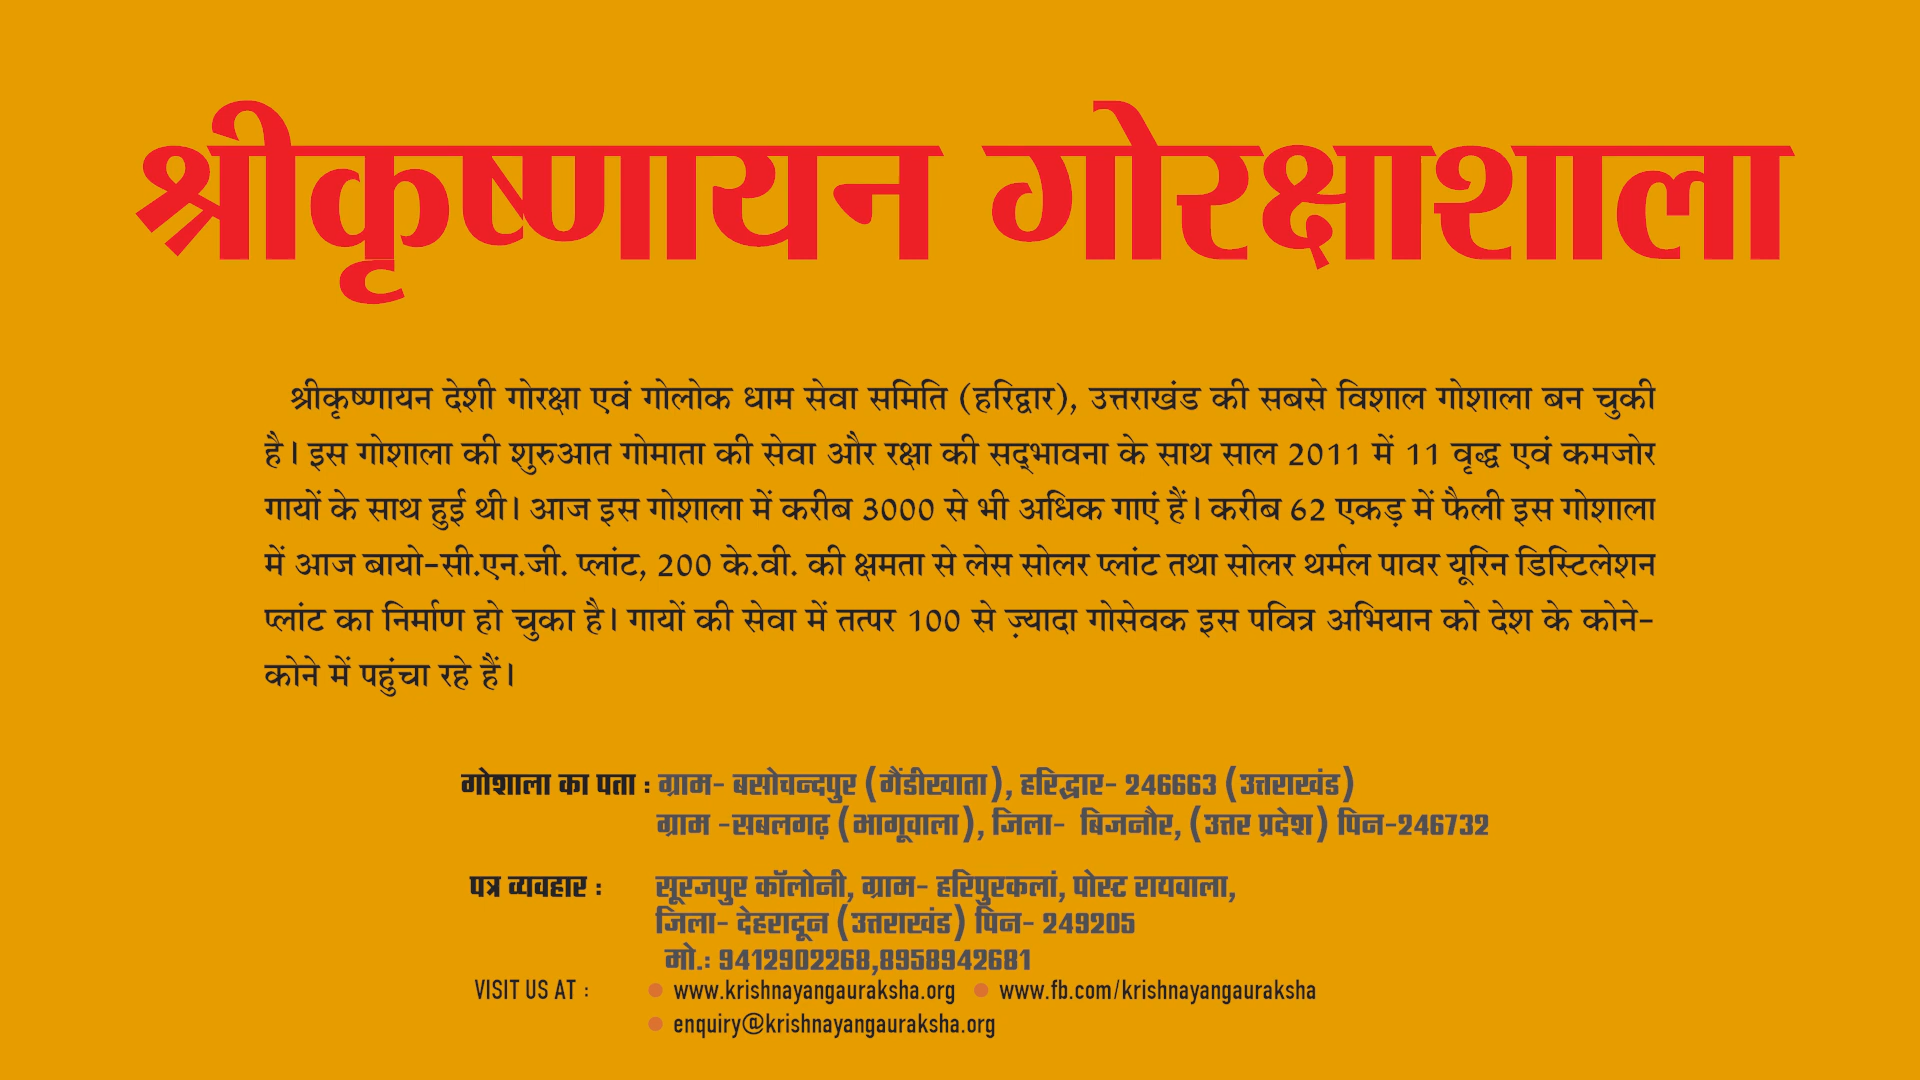 श्रीकृष्णायन गोरक्षाशाला
श्रीकृष्णायन देशी गोरक्षा एवं गोलोक धाम सेवा समिति (हरिद्वार), उत्तराखंड की सबसे विशाल गोशाला बन चुकी
है। इस गोशाला की शुरुआत गोमाता की सेवा और रक्षा की सद्‌भावना के साथ साल 2011 में 11 वृद्ध एवं कमजोर
गायों के साथ हुई थी। आज इस गोशाला में करीब 3000 से भी अधिक गाएं हैं। करीब 62 एकड़ में फैली इस गोशाला
में आज बायो-सी.एन.जी. प्लांट, 200 के.वी. की क्षमता से लेस सोलर प्लांट तथा सोलर थर्मल पावर यूरिन डिस्टिलेशन
प्लांट का निर्माण हो चुका है। गायों की सेवा में तत्पर 100 से ज़्यादा गोसेवक इस पवित्र अभियान को देश के कोने-
कोने में पहुंचा रहे हैं।
गोशाला का पता : ग्राम- बसोचन्दपुर (गैंडीखाता), हरिद्धार- 246663 (उत्तराखंड)
ग्राम -सबलगढ़ (भागूवाला), जिला- बिजनौर, (उत्तर प्रदेश) पिन-246732
पत्र व्यवहार : सूरजपुर कॉलोनी, ग्राम- हरिपुरकलां, पोस्ट रायवाला,
जिला- देहरादून (उत्तराखंड) पिन- 249205
मो.: 9412902268,8958942681
VISIT US AT : www.krishnayangauraksha.org www.fb.com/krishnayangauraksha
enquiry@krishnayangauraksha.org